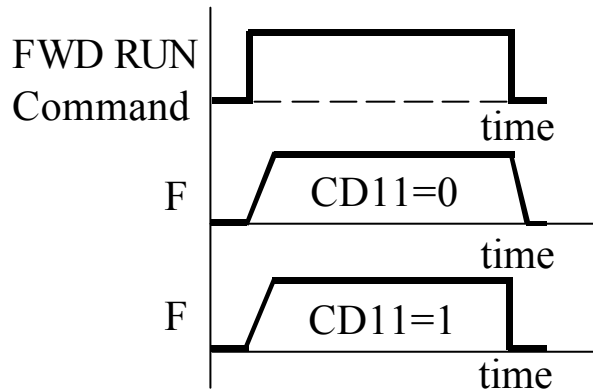 FWD RUN
Command
time
F
CD11=0
time
F
CD11=1
time